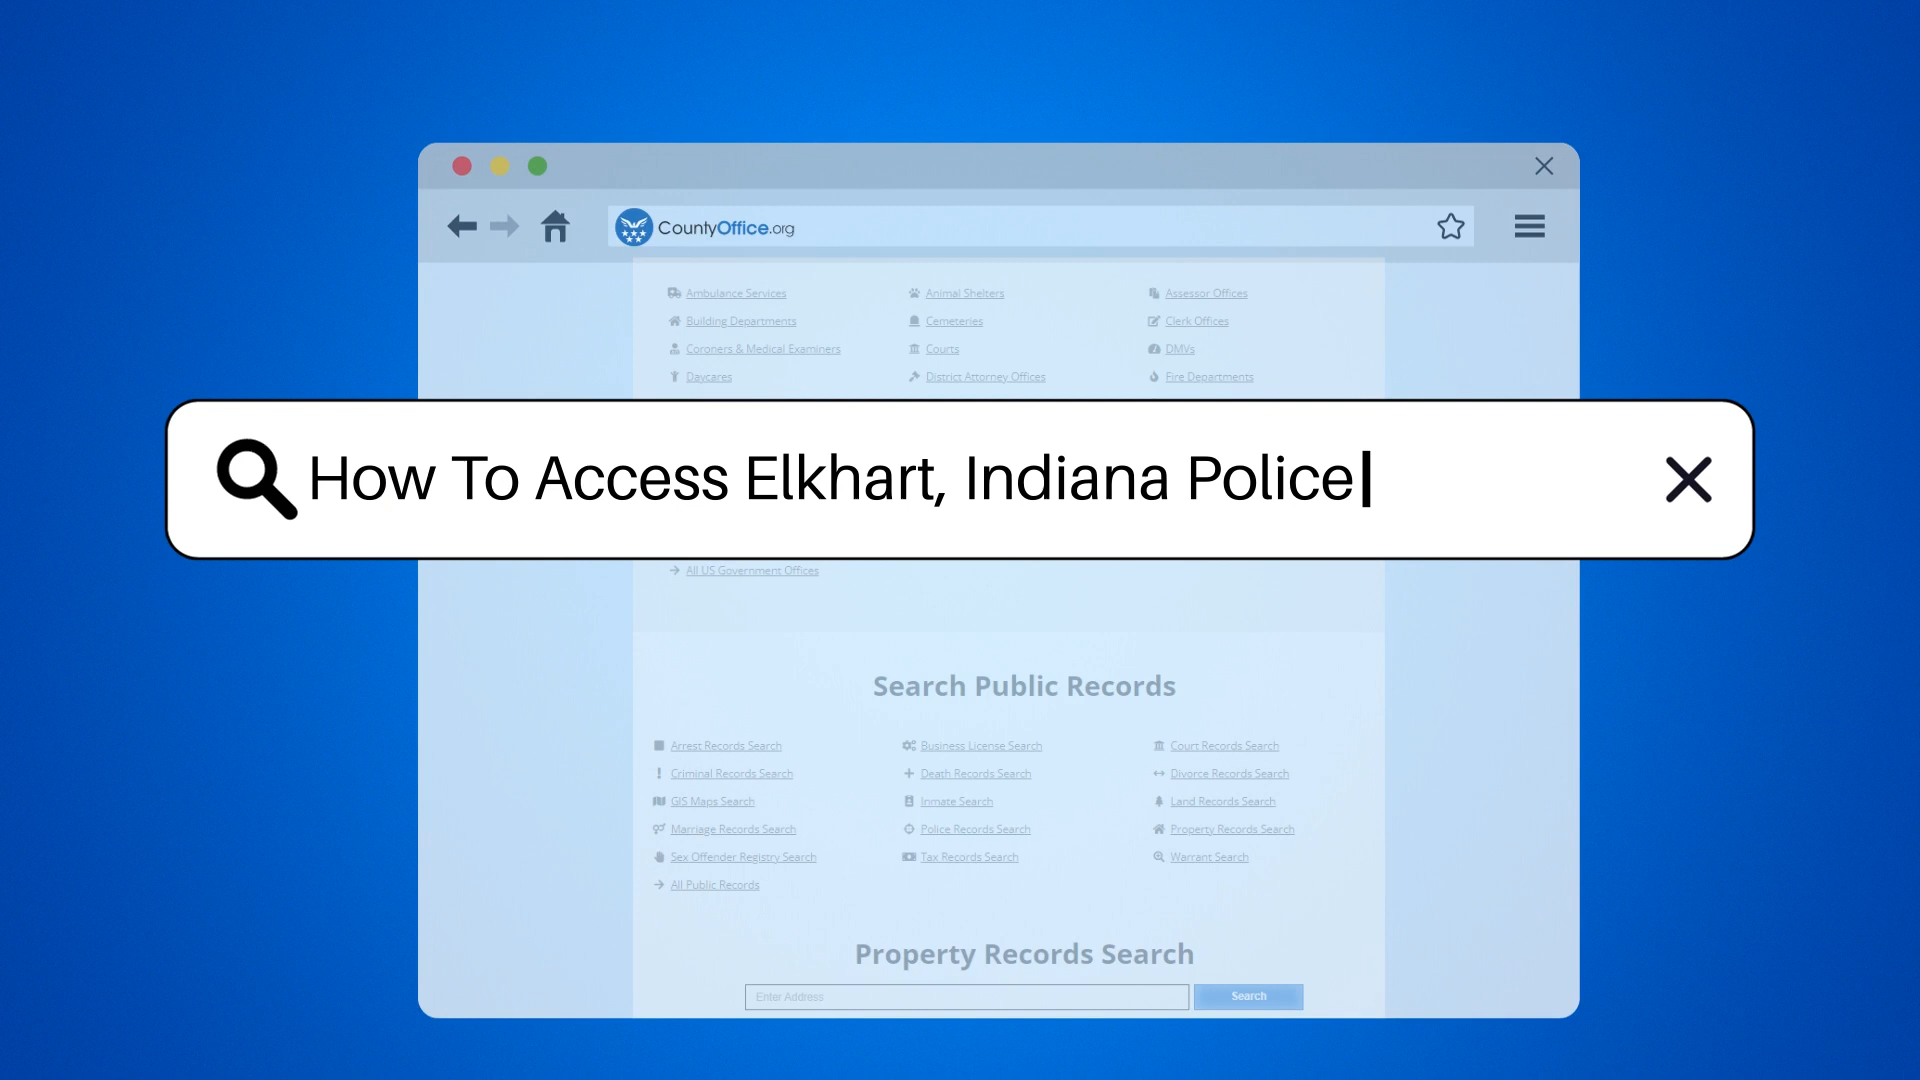 CountyOffice.org
Ambulance Services Animal Shelters Assessor Offices
Building Departments Cemeteries Clerk Offices
Coroners & Medical Examiners Courts DMVs
Daycares District Attorney Offices Fire Departments
How To Access Elkhart, Indiana Police
All US Government Offices
Search Public Records
Arrest Records Search Business License Search Court Records Search
Criminal Records Search Death Records Search Divorce Records Search
GIS Maps Search Inmate Search Land Records Search
Marriage Records Search Police Records Search Property Records Search
Sex Offender Registry Search Tax Records Search Warrant Search
All Public Records
Property Records Search
Enter Address Search